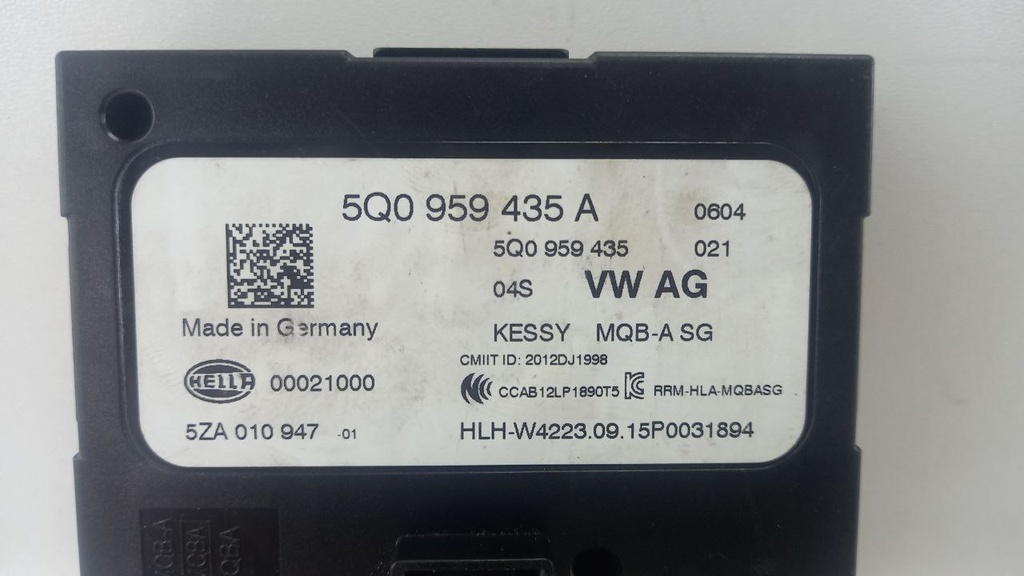 5Q0 959 435 A 0604
5Q0 959 435 021
04S VW AG
Made in Germany KESSY MQB-A SG
CMIIT ID: 2012DJ1998
HELLA 00021000 CCAB12LP1890T5 RRM-HLA-MQBASG
5ZA 010 947 -01 HLH-W4223.09.15P0031894